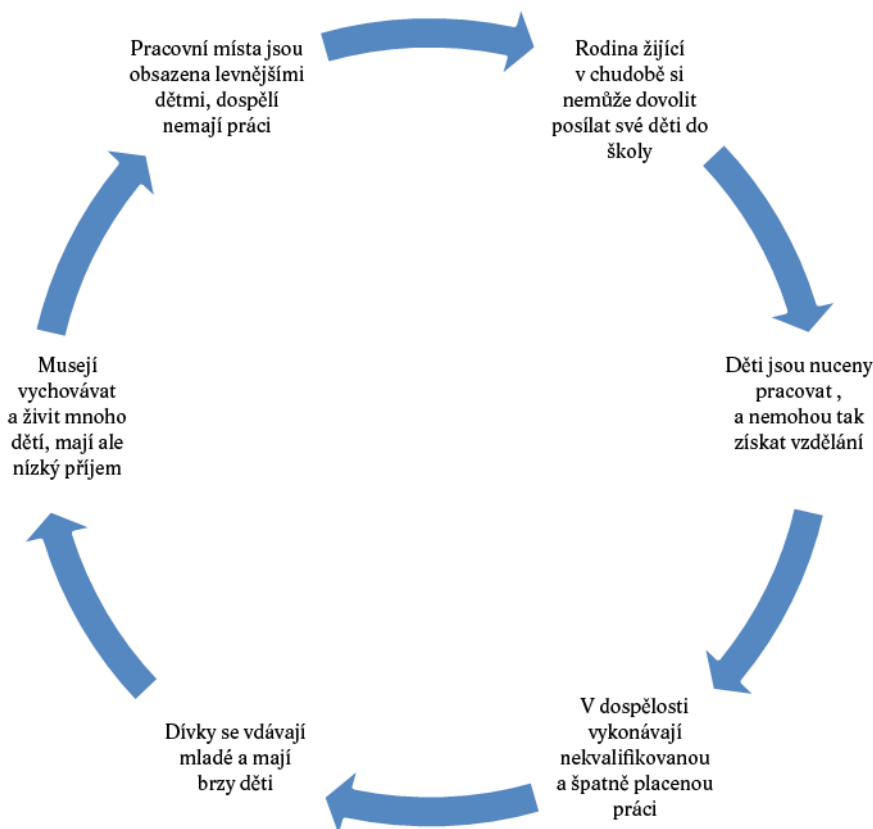 Pracovní místa jsou
obsazena levnějšími
dětmi, dospělí
nemají práci
Rodina žijící
v chudobě si
nemůže dovolit
posílat své děti do
školy
Děti jsou nuceny
pracovat ,
a nemohou tak
získat vzdělání
V dospělosti
vykonávají
nekvalifikovanou
a špatně placenou
práci
Dívky se vdávají
mladé a mají
brzy děti
Musejí
vychovávat
a živit mnoho
dětí, mají ale
nízký příjem